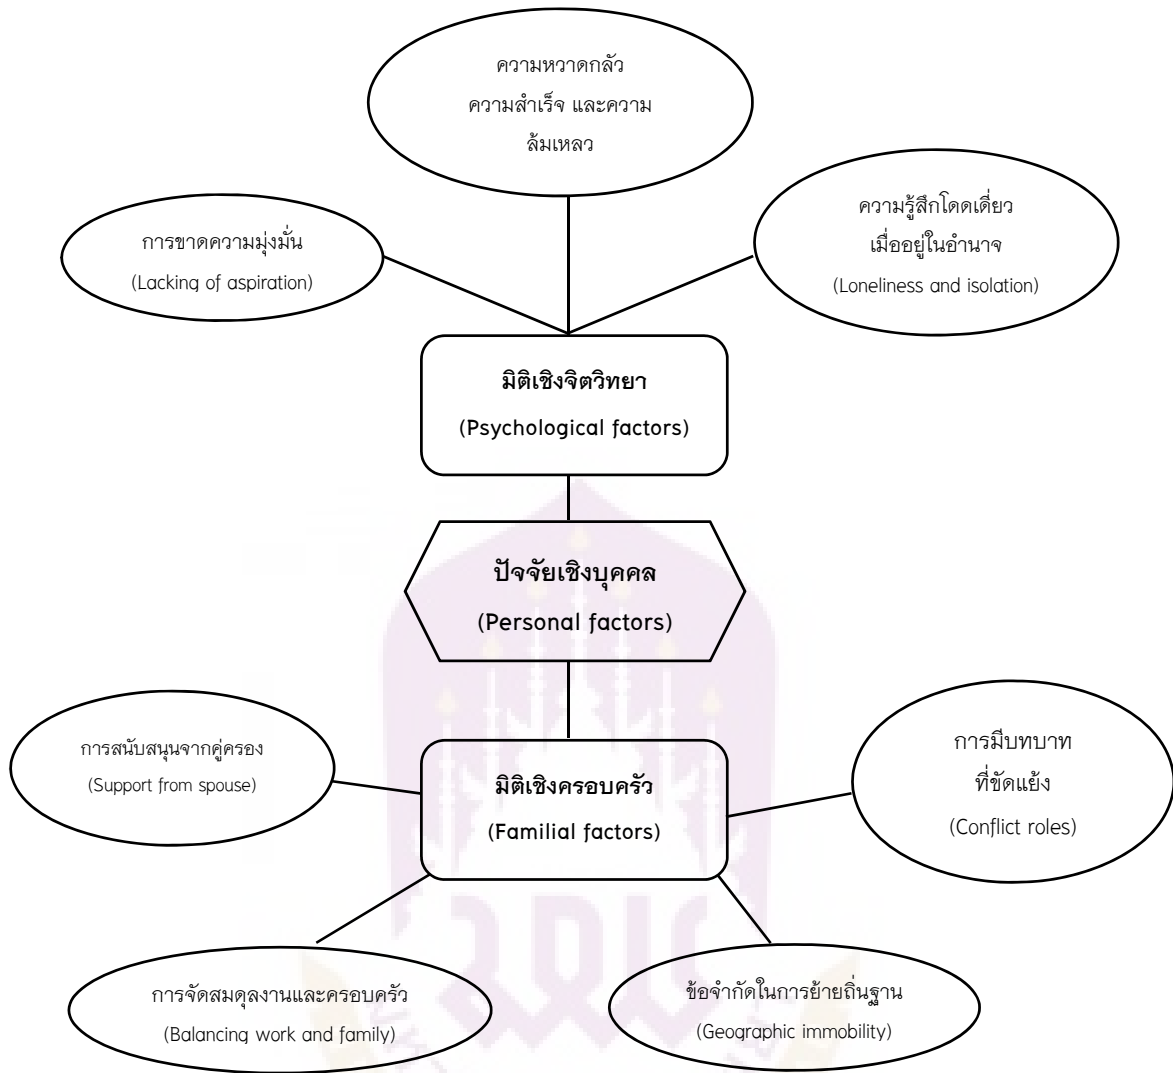 ความหวาดกลัว
ความสำเร็จ และความ
ล้มเหลว
การขาดความมุ่งมั่น
(Lacking of aspiration)
ความรู้สึกโดดเดี่ยว
เมื่ออยู่ในอำนาจ
(Loneliness and isolation)
มิติเชิงจิตวิทยา
(Psychological factors)
ปัจจัยเชิงบุคคล
(Personal factors)
การสนับสนุนจากคู่ครอง
(Support from spouse)
มิติเชิงครอบครัว
(Familial factors)
การมีบทบาท
ที่ขัดแย้ง
(Conflict roles)
การจัดสมดุลงานและครอบครัว
(Balancing work and family)
ข้อจำกัดในการย้ายถิ่นฐาน
(Geographic immobility)